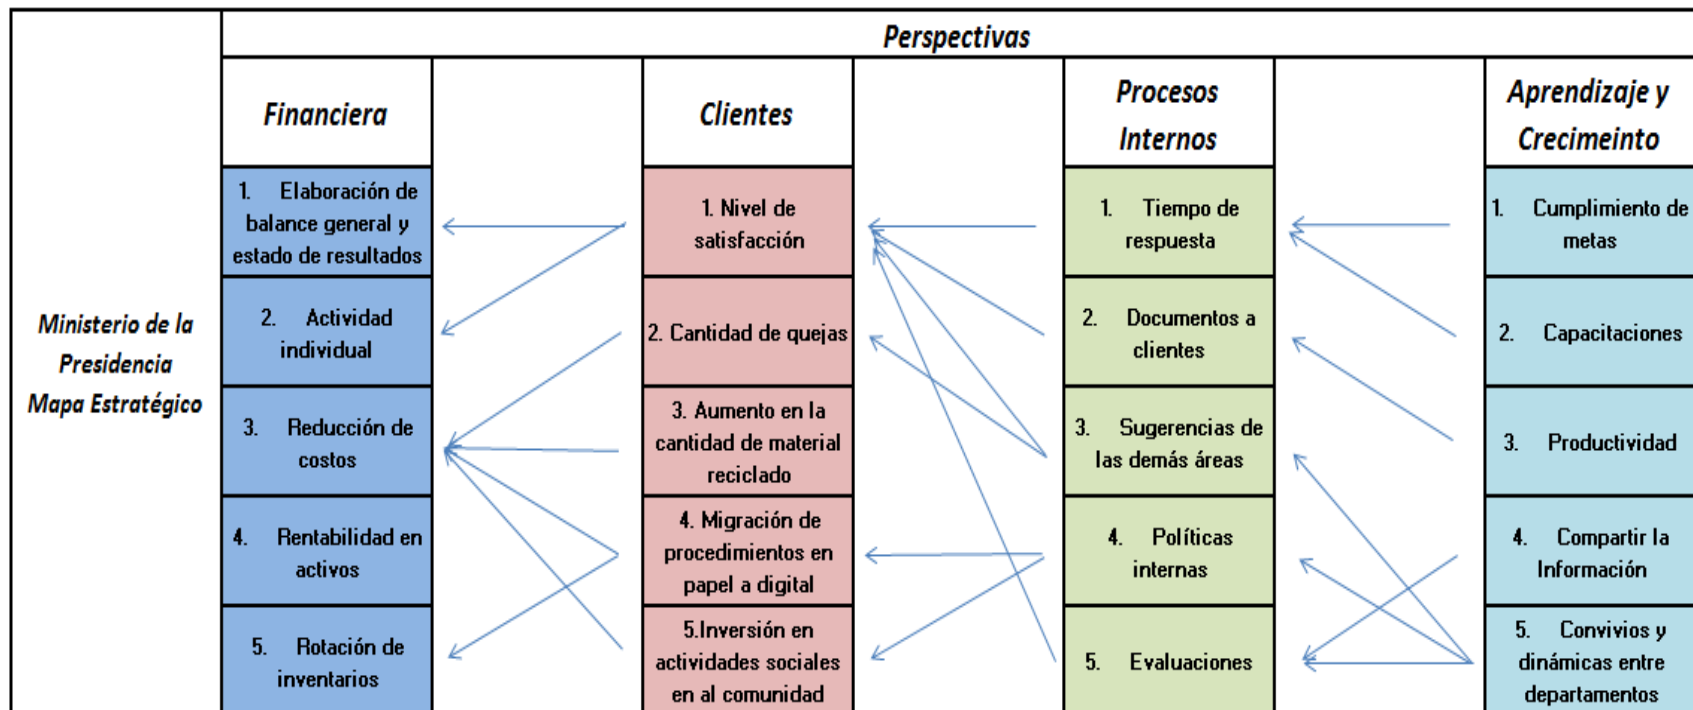 Perspectivas
Ministerio de la
Presidencia
Mapa Estratégico
Financiera
Clientes
Procesos
Internos
Aprendizaje y
Crecimeinto
1. Elaboración de
balance general y
estado de resultados
1. Nivel de
satisfacción
1. Tiempo de
respuesta
1. Cumplimiento de
metas
2. Actividad
individual
2. Cantidad de quejas
2. Documentos a
clientes
2. Capacitaciones
3. Reducción de
costos
3. Aumento en la
cantidad de material
reciclado
3. Sugerencias de
las demás áreas
3. Productividad
4. Rentabilidad en
activos
4. Migración de
procedimientos en
papel a digital
4. Políticas
internas
4. Compartir la
Información
5. Rotación de
inventarios
5.Inversión en
actividades sociales
en al comunidad
5. Evaluaciones
5. Convivios y
dinámicas entre
departamentos